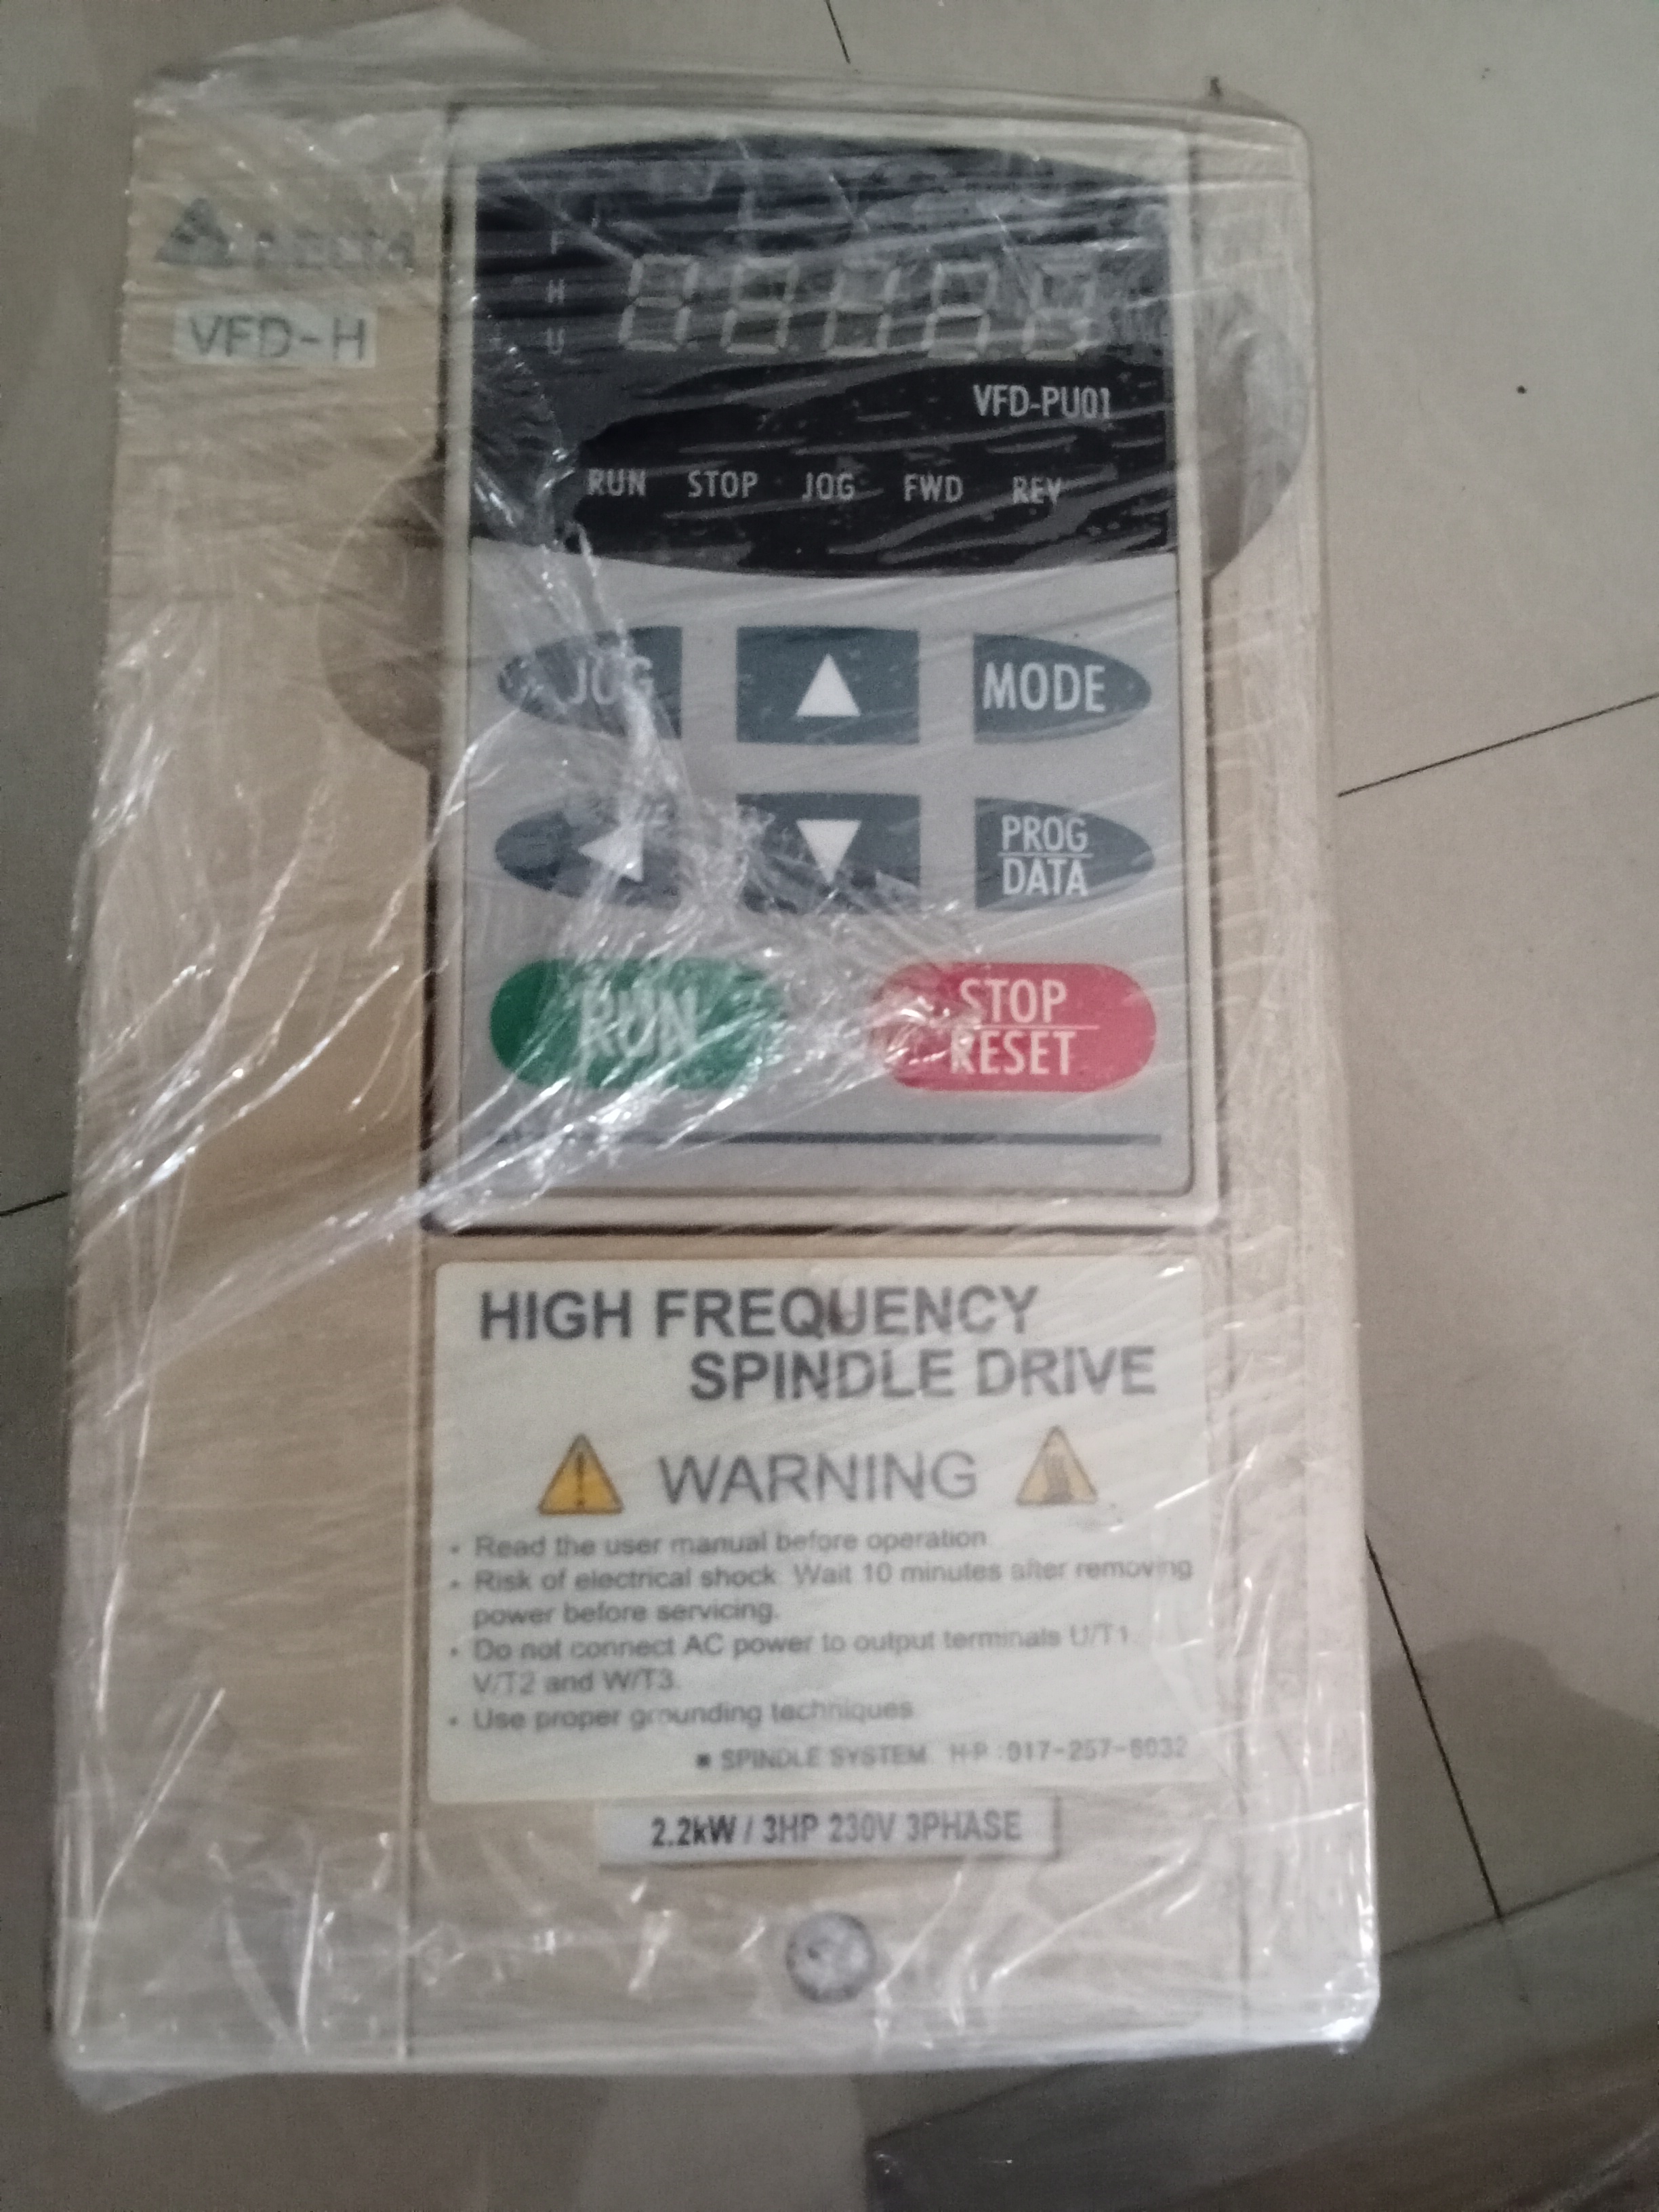 DELTA
VFD-H
F
H
U
VFD-PU01
RUN STOP JOG FWD REV
JOG
MODE
PROG
DATA
RUN
STOP
RESET
HIGH FREQUENCY
SPINDLE DRIVE
WARNING
• Read the user manual before operation.
• Risk of electrical shock. Wait 10 minutes after removing
power before servicing.
• Do not connect AC power to output terminals U/T1,
V/T2 and W/T3.
• Use proper grounding techniques.
■ SPINDLE SYSTEM H·P : 017-257-6032
2.2kW / 3HP 230V 3PHASE